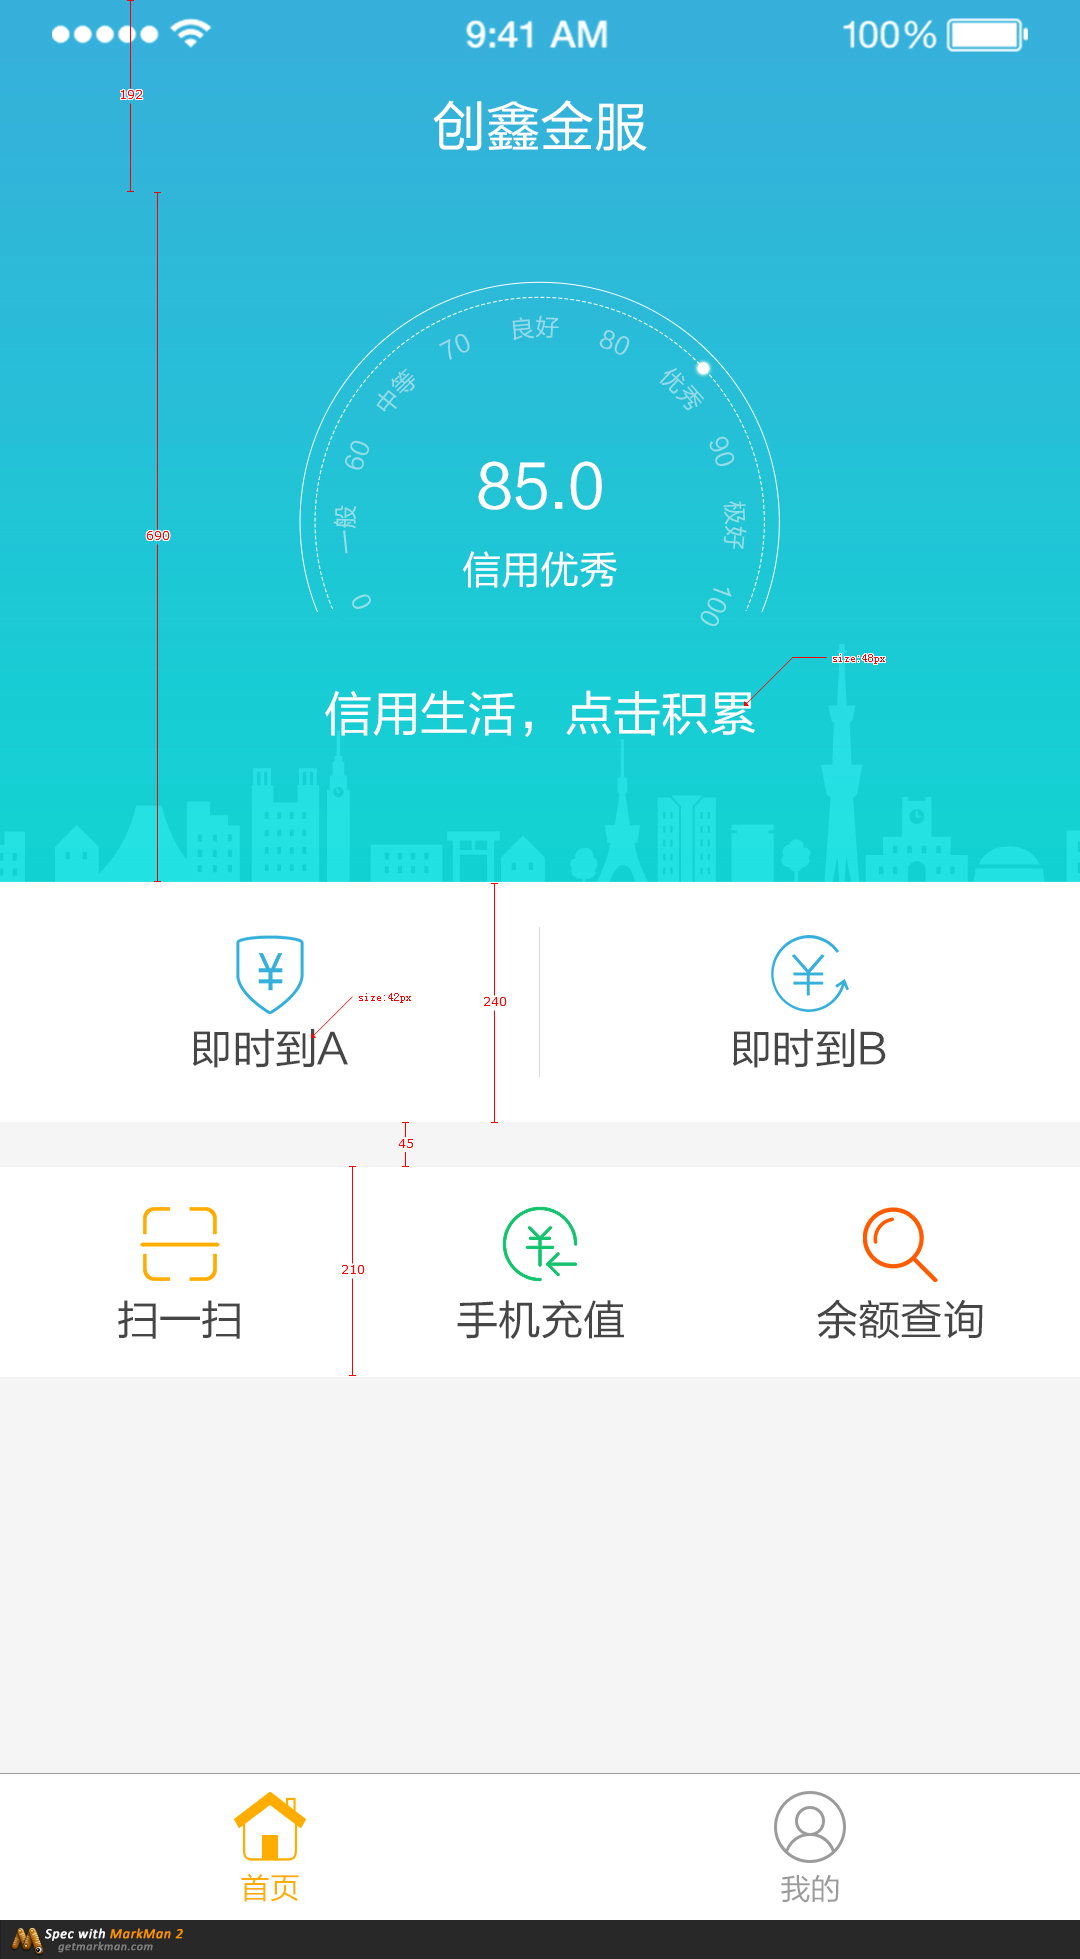 9:41 AM 100%
192
创鑫金服
良好
70 80
中等 优秀
60 90
85.0
一般 极好
690
信用优秀
0 100
size:48px
信用生活，点击积累
size:42px
240
即时到A 即时到B
45
210
扫一扫 手机充值 余额查询
首页 我的
Spec with MarkMan 2
getmarkman.com